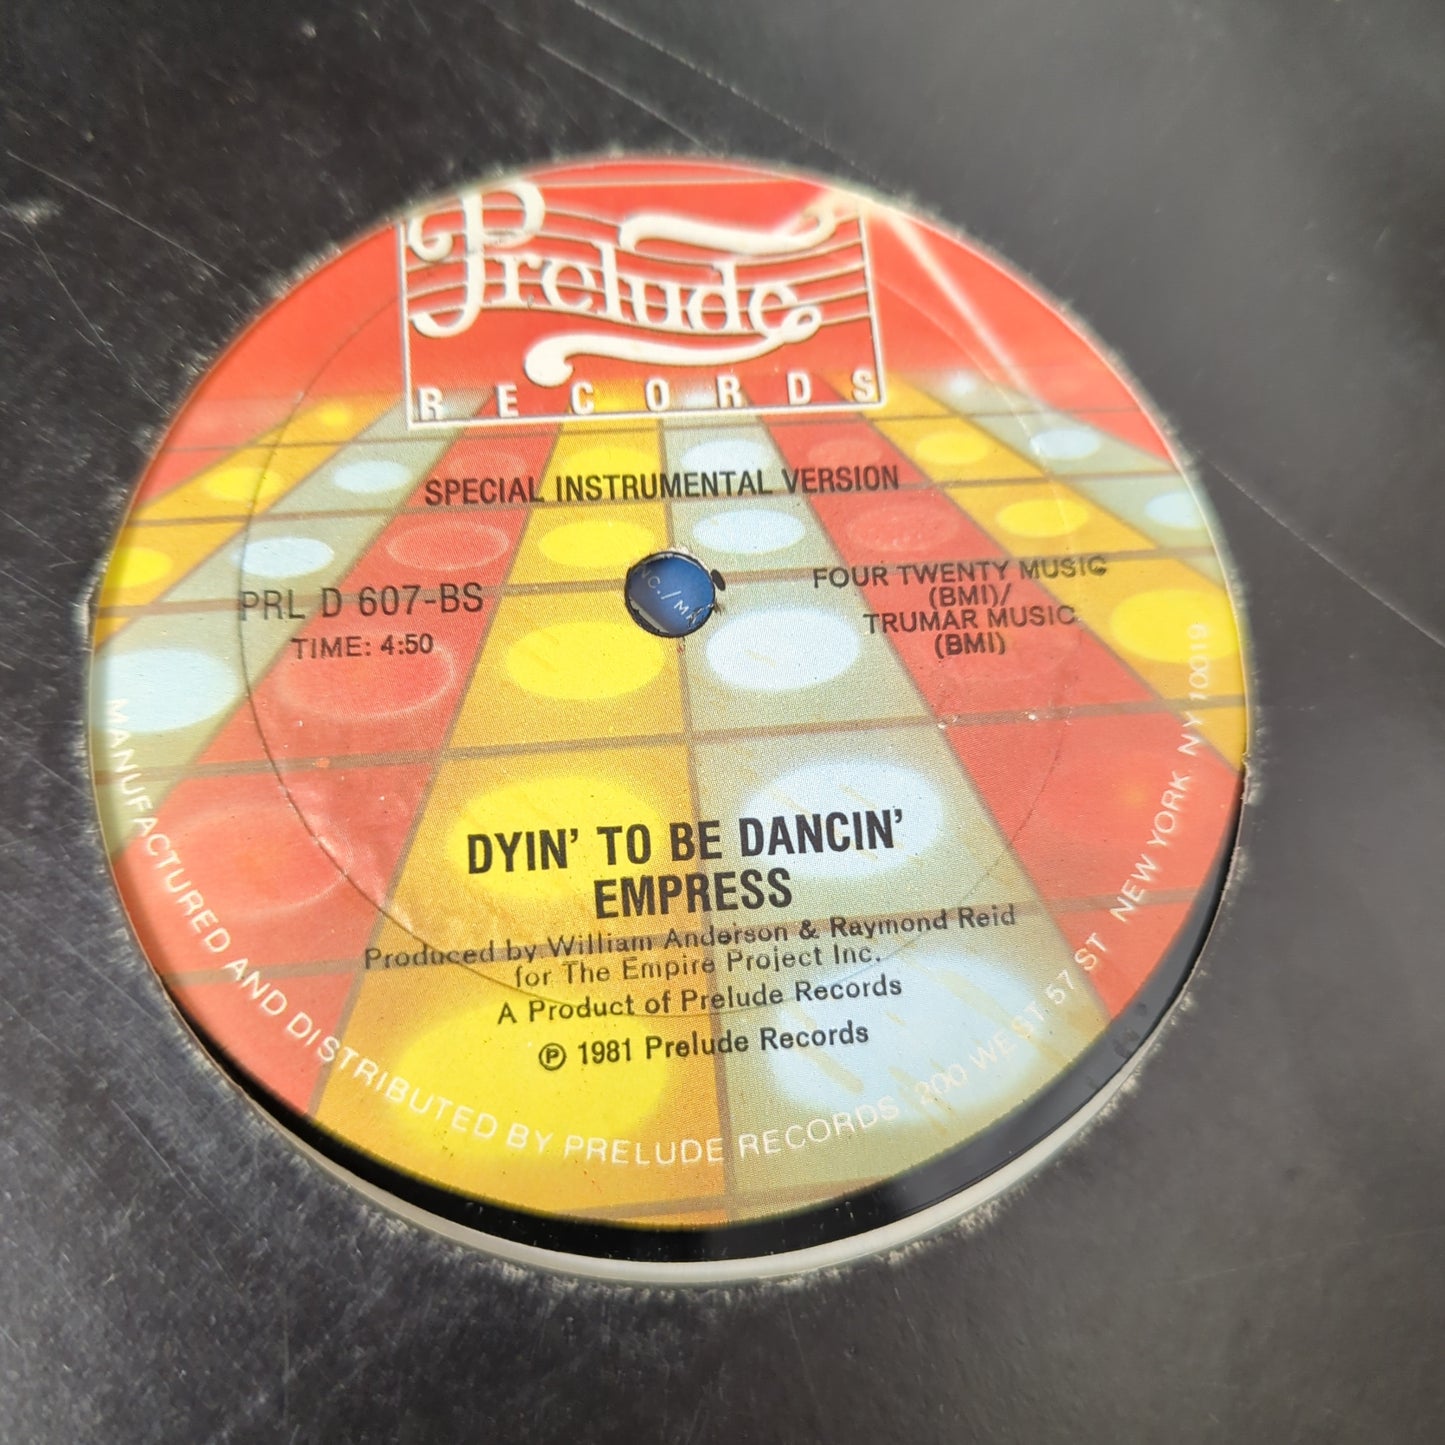 Prelude
RECORDS
SPECIAL INSTRUMENTAL VERSION
PRL D 607-BS
TIME: 4:50
FOUR TWENTY MUSIC
(BMI)/
TRUMAR MUSIC
(BMI)
DYIN' TO BE DANCIN'
EMPRESS
Produced by William Anderson & Raymond Reid
for The Empire Project Inc.
A Product of Prelude Records
℗ 1981 Prelude Records
MANUFACTURED AND DISTRIBUTED BY PRELUDE RECORDS 200 WEST 57 ST NEW YORK NY 10019